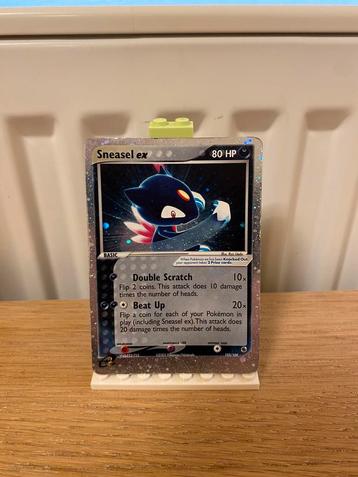 Sneasel ex 80 HP
BASIC
When Pokémon-ex has been Knocked Out,
your opponent takes 2 Prize cards.
Double Scratch 10x
Flip 2 coins. This attack does 10 damage
times the number of heads.
Beat Up 20x
Flip a coin for each of your Pokémon in
play (including Sneasel ex). This attack does
20 damage times the number of heads.